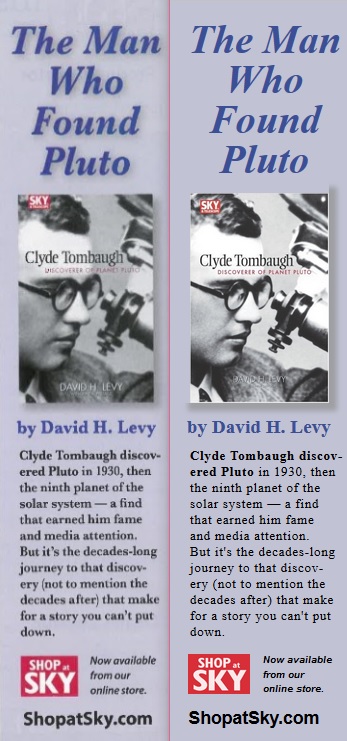 The Man
Who
Found
Pluto
SKY
Clyde Tombaugh
DISCOVERER OF PLANET PLUTO
DAVID H. LEVY
by David H. Levy
Clyde Tombaugh discov-
ered Pluto in 1930, then
the ninth planet of the
solar system — a find
that earned him fame
and media attention.
But it's the decades-long
journey to that discov-
ery (not to mention the
decades after) that make
for a story you can't put
down.
SHOP at
SKY
Now available
from our
online store.
ShopatSky.com
The Man
Who
Found
Pluto
SKY
Clyde Tombaugh
DISCOVERER OF PLANET PLUTO
DAVID H. LEVY
by David H. Levy
Clyde Tombaugh discov-
ered Pluto in 1930, then
the ninth planet of the
solar system — a find
that earned him fame
and media attention.
But it's the decades-long
journey to that discov-
ery (not to mention the
decades after) that make
for a story you can't put
down.
SHOP at
SKY
Now available
from our
online store.
ShopatSky.com